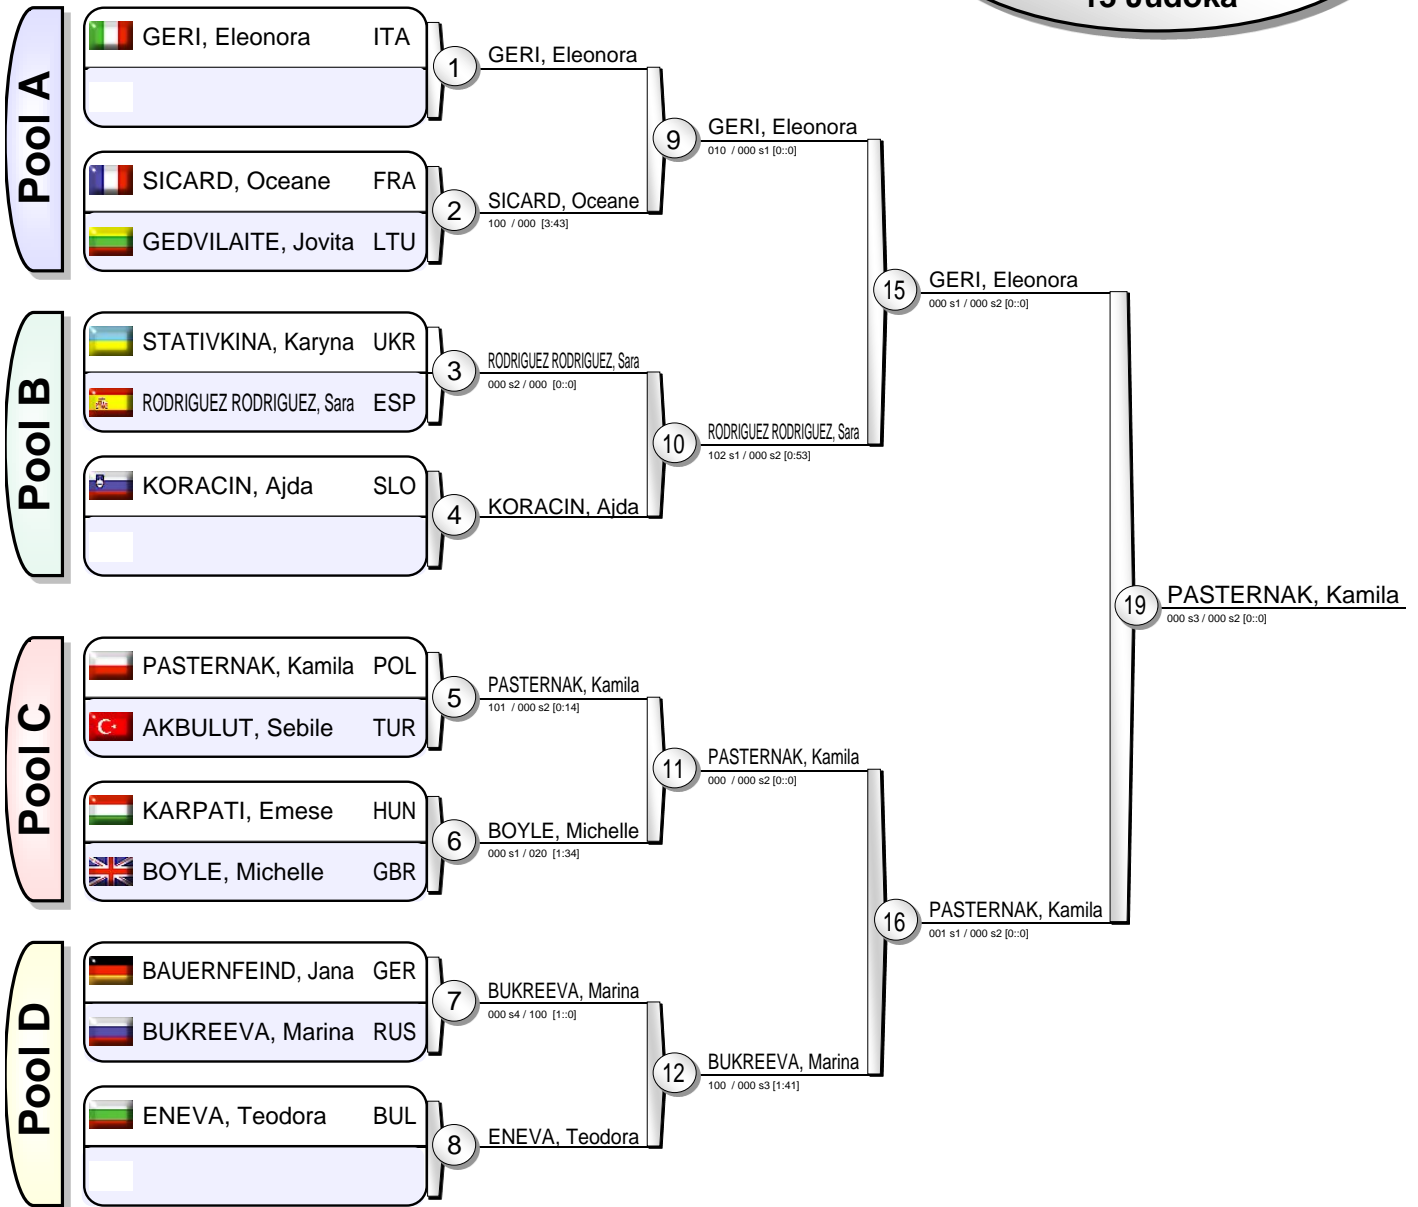 13 Judoka
Pool A
GERI, Eleonora ITA
1
GERI, Eleonora
SICARD, Oceane FRA
GEDVILAITE, Jovita LTU
2
SICARD, Oceane
100 / 000 [3:43]
9
GERI, Eleonora
010 / 000 s1 [0::0]
Pool B
STATIVKINA, Karyna UKR
RODRIGUEZ RODRIGUEZ, Sara ESP
3
RODRIGUEZ RODRIGUEZ, Sara
000 s2 / 000 [0::0]
KORACIN, Ajda SLO
4
KORACIN, Ajda
10
RODRIGUEZ RODRIGUEZ, Sara
102 s1 / 000 s2 [0:53]
15
GERI, Eleonora
000 s1 / 000 s2 [0::0]
Pool C
PASTERNAK, Kamila POL
AKBULUT, Sebile TUR
5
PASTERNAK, Kamila
101 / 000 s2 [0:14]
KARPATI, Emese HUN
BOYLE, Michelle GBR
6
BOYLE, Michelle
000 s1 / 020 [1:34]
11
PASTERNAK, Kamila
000 / 000 s2 [0::0]
Pool D
BAUERNFEIND, Jana GER
BUKREEVA, Marina RUS
7
BUKREEVA, Marina
000 s4 / 100 [1::0]
ENEVA, Teodora BUL
8
ENEVA, Teodora
12
BUKREEVA, Marina
100 / 000 s3 [1:41]
16
PASTERNAK, Kamila
001 s1 / 000 s2 [0::0]
19
PASTERNAK, Kamila
000 s3 / 000 s2 [0::0]